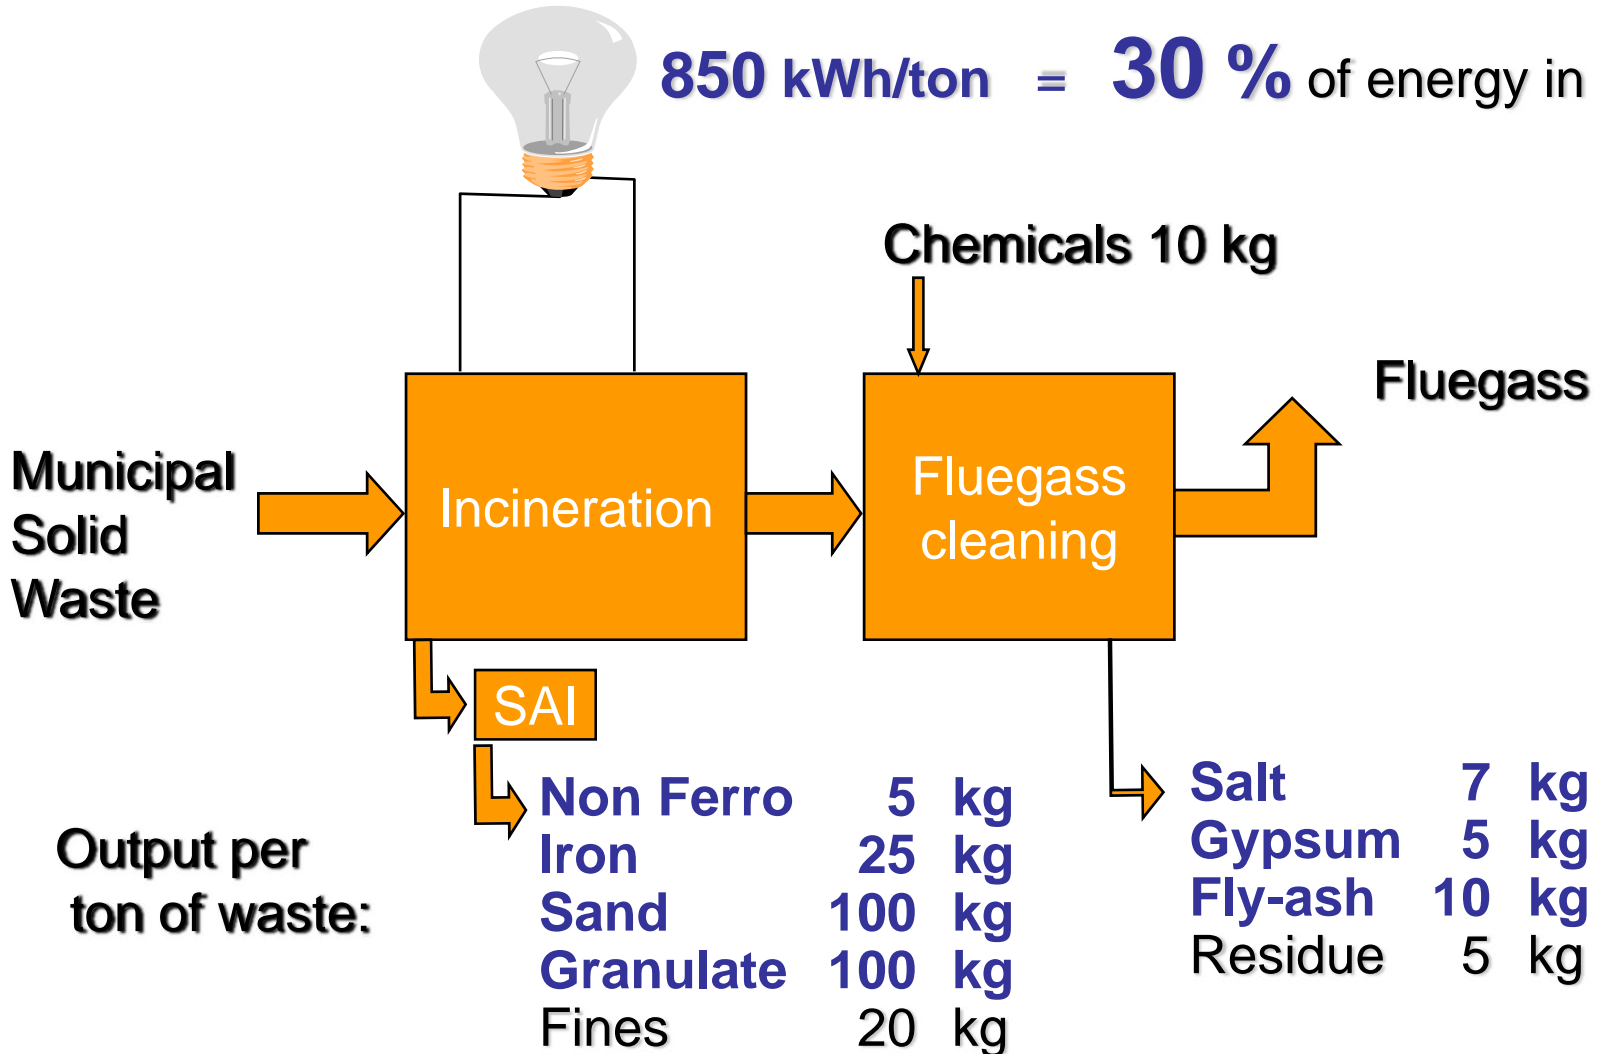 850 kWh/ton = 30 % of energy in
Chemicals 10 kg
Fluegass
Municipal
Solid
Waste
Incineration
Fluegass
cleaning
SAI
Output per
ton of waste:
Non Ferro 5 kg
Iron 25 kg
Sand 100 kg
Granulate 100 kg
Fines 20 kg
Salt 7 kg
Gypsum 5 kg
Fly-ash 10 kg
Residue 5 kg